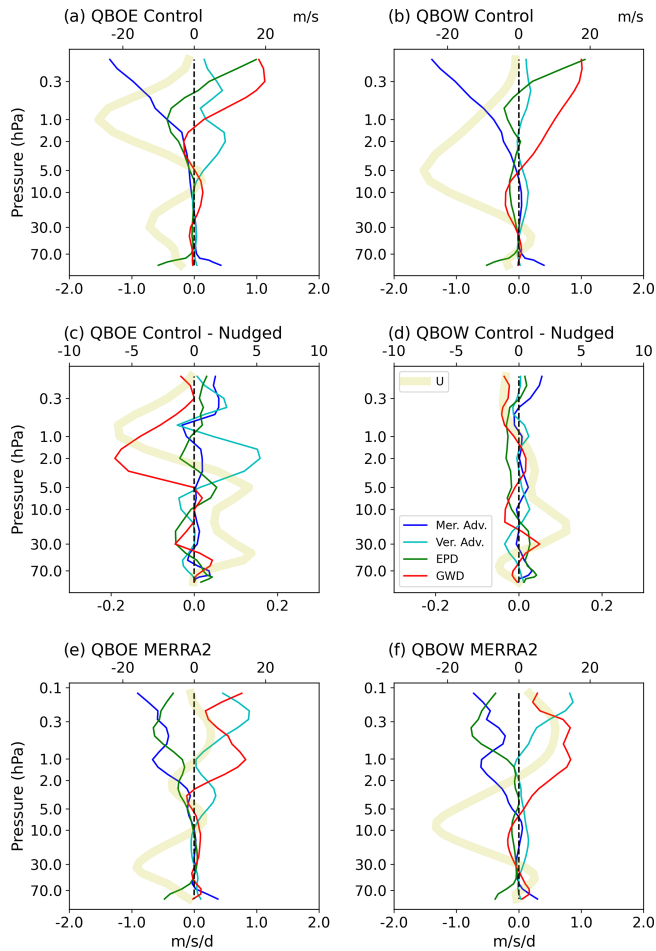 (a) QBOE Control m/s
(b) QBOW Control m/s
-20 0 20
-20 0 20
Pressure (hPa)
0.3
1.0
2.0
5.0
10.0
30.0
70.0
0.3
1.0
2.0
5.0
10.0
30.0
70.0
-2.0 -1.0 0.0 1.0 2.0
-2.0 -1.0 0.0 1.0 2.0
(c) QBOE Control - Nudged
(d) QBOW Control - Nudged
-10 -5 0 5 10
-10 -5 0 5 10
Pressure (hPa)
0.3
1.0
2.0
5.0
10.0
30.0
70.0
U
0.3
1.0
2.0
5.0
10.0
30.0
70.0
Mer. Adv.
Ver. Adv.
EPD
GWD
-0.2 0.0 0.2
-0.2 0.0 0.2
(e) QBOE MERRA2
(f) QBOW MERRA2
-20 0 20
-20 0 20
Pressure (hPa)
0.1
0.3
1.0
2.0
5.0
10.0
30.0
70.0
0.1
0.3
1.0
2.0
5.0
10.0
30.0
70.0
-2.0 -1.0 0.0 1.0 2.0
-2.0 -1.0 0.0 1.0 2.0
m/s/d
m/s/d